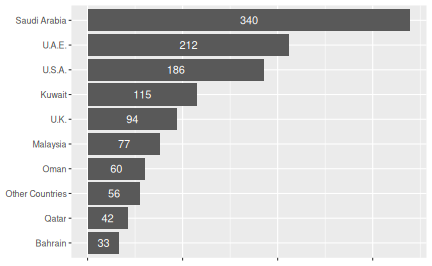 Saudi Arabia 340
U.A.E. 212
U.S.A. 186
Kuwait 115
U.K. 94
Malaysia 77
Oman 60
Other Countries 56
Qatar 42
Bahrain 33